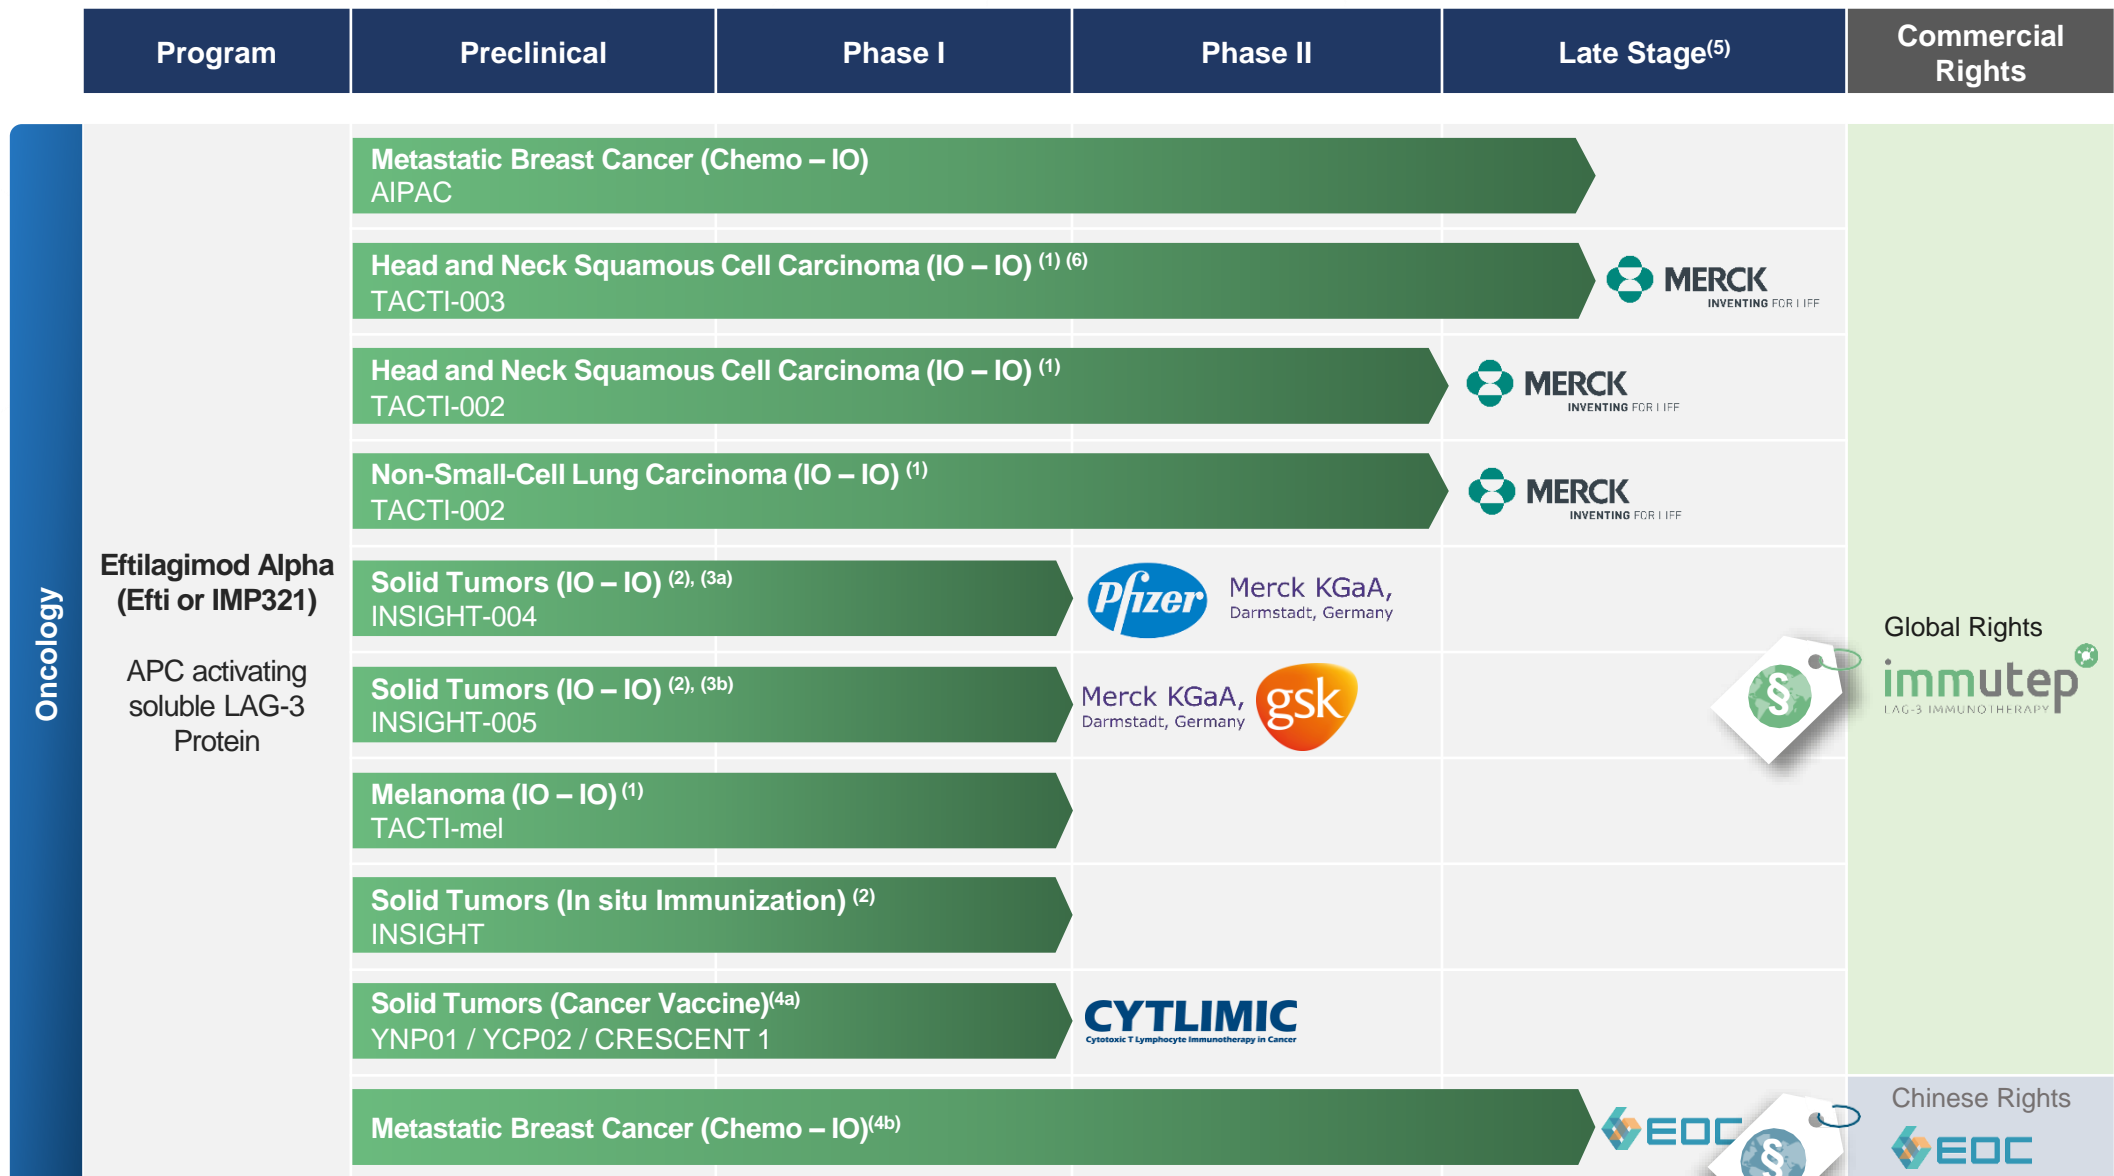 Program
Preclinical
Phase I
Phase II
Late Stage(5)
Commercial
Rights
Oncology
Eftilagimod Alpha
(Efti or IMP321)
APC activating
soluble LAG-3
Protein
Metastatic Breast Cancer (Chemo – IO)
AIPAC
Head and Neck Squamous Cell Carcinoma (IO – IO) (1) (6)
TACTI-003
MERCK
INVENTING FOR LIFE
Head and Neck Squamous Cell Carcinoma (IO – IO) (1)
TACTI-002
MERCK
INVENTING FOR LIFE
Non-Small-Cell Lung Carcinoma (IO – IO) (1)
TACTI-002
MERCK
INVENTING FOR LIFE
Solid Tumors (IO – IO) (2), (3a)
INSIGHT-004
Pfizer
Merck KGaA,
Darmstadt, Germany
Solid Tumors (IO – IO) (2), (3b)
INSIGHT-005
Merck KGaA,
Darmstadt, Germany
gsk
Melanoma (IO – IO) (1)
TACTI-mel
Solid Tumors (In situ Immunization) (2)
INSIGHT
Solid Tumors (Cancer Vaccine)(4a)
YNP01 / YCP02 / CRESCENT 1
CYTLIMIC
Cytotoxic T Lymphocyte Immunotherapy in Cancer
Metastatic Breast Cancer (Chemo – IO)(4b)
EOC
§
§
Global Rights
immutep
LAG-3 IMMUNOTHERAPY
Chinese Rights
EOC